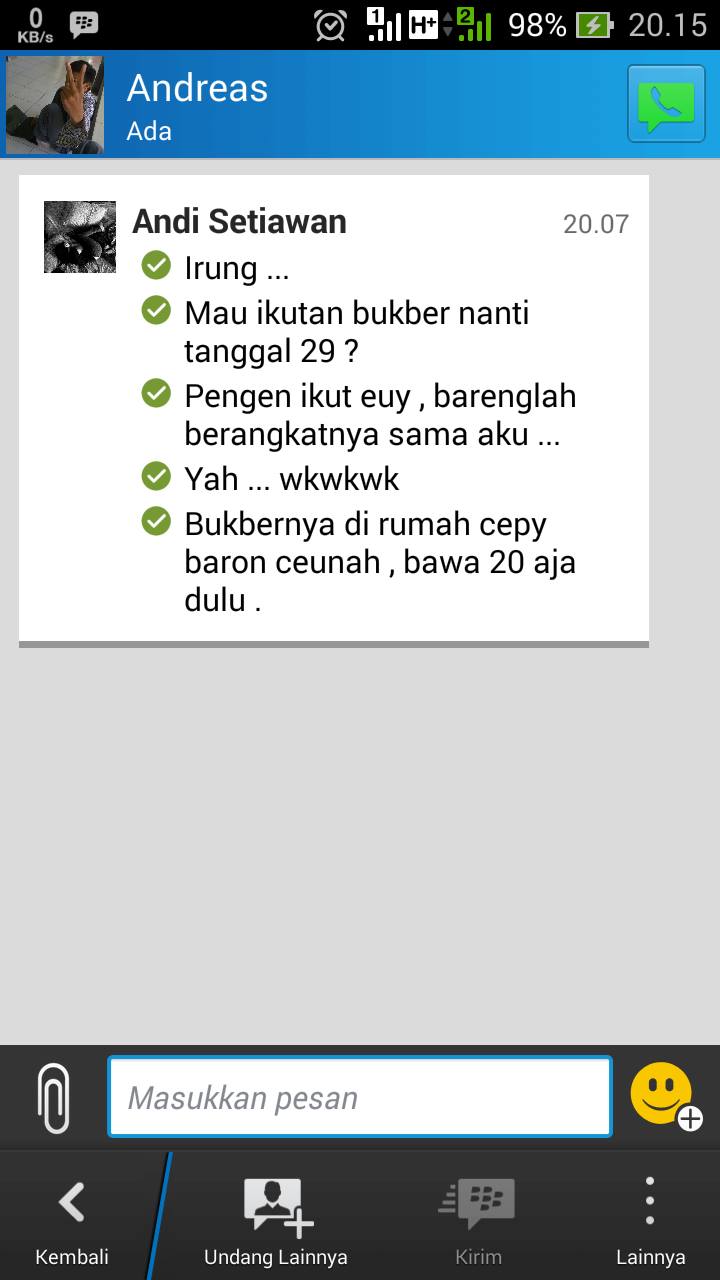 0
KB/s
1
H+
2
98%
20.15
Andreas
Ada
Andi Setiawan
20.07
Irung ...
Mau ikutan bukber nanti
tanggal 29 ?
Pengen ikut euy , barenglah
berangkatnya sama aku ...
Yah ... wkwkwk
Bukbernya di rumah cepy
baron ceunah , bawa 20 aja
dulu .
Masukkan pesan
Kembali
Undang Lainnya
Kirim
Lainnya